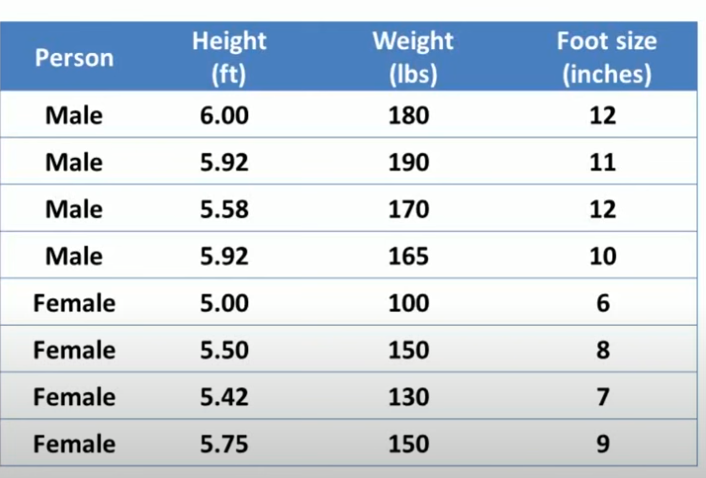 Person Height (ft) Weight (lbs) Foot size (inches)
Male 6.00 180 12
Male 5.92 190 11
Male 5.58 170 12
Male 5.92 165 10
Female 5.00 100 6
Female 5.50 150 8
Female 5.42 130 7
Female 5.75 150 9